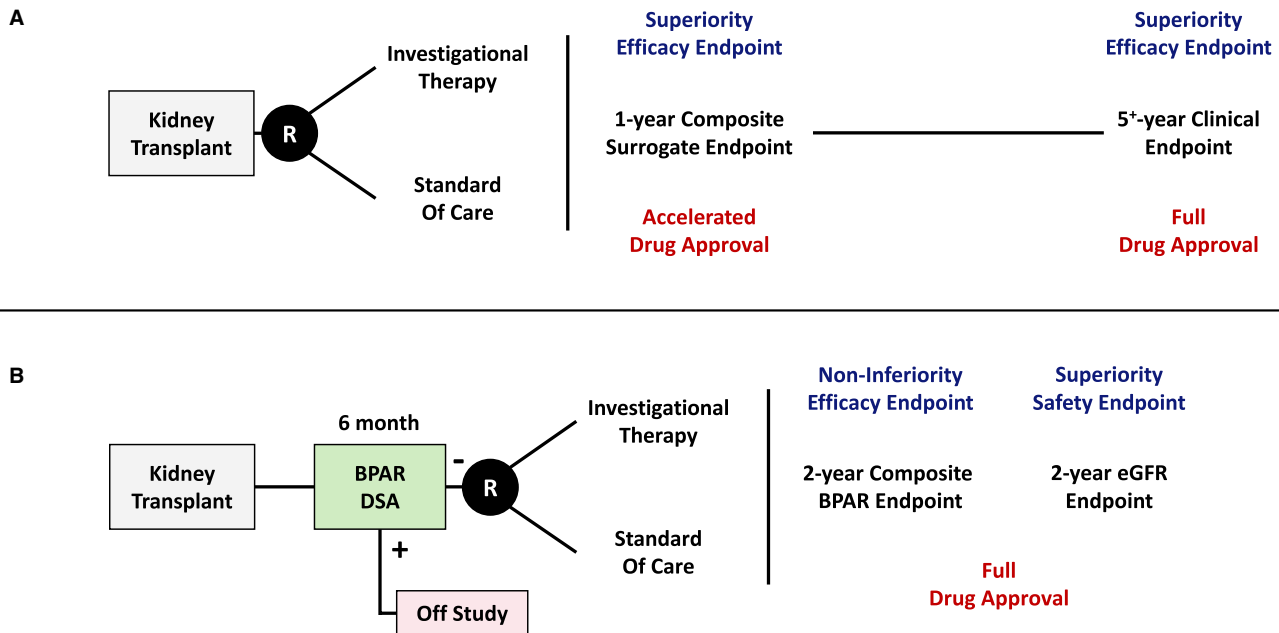 A
Kidney
Transplant
R
Investigational
Therapy
Standard
Of Care
Superiority
Efficacy Endpoint
1-year Composite
Surrogate Endpoint
Accelerated
Drug Approval
Superiority
Efficacy Endpoint
5⁺-year Clinical
Endpoint
Full
Drug Approval
B
Kidney
Transplant
6 month
BPAR
DSA
-
+
Off Study
R
Investigational
Therapy
Standard
Of Care
Non-Inferiority
Efficacy Endpoint
2-year Composite
BPAR Endpoint
Superiority
Safety Endpoint
2-year eGFR
Endpoint
Full
Drug Approval